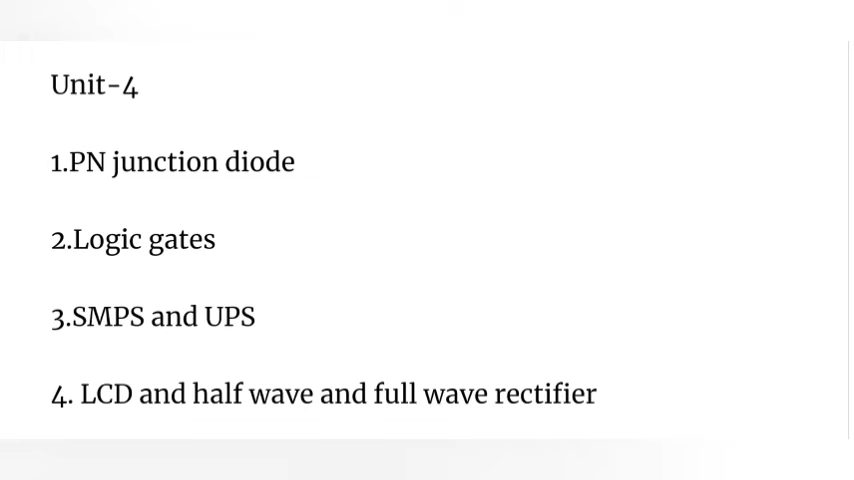 Unit-4
1.PN junction diode
2.Logic gates
3.SMPS and UPS
4. LCD and half wave and full wave rectifier